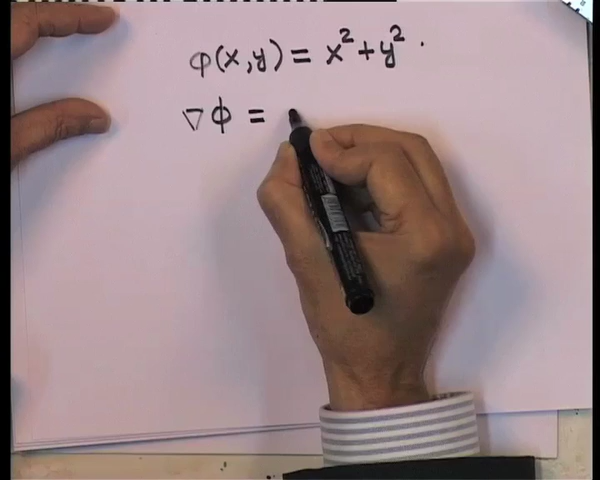 φ(x,y) = x² + y².
∇φ =